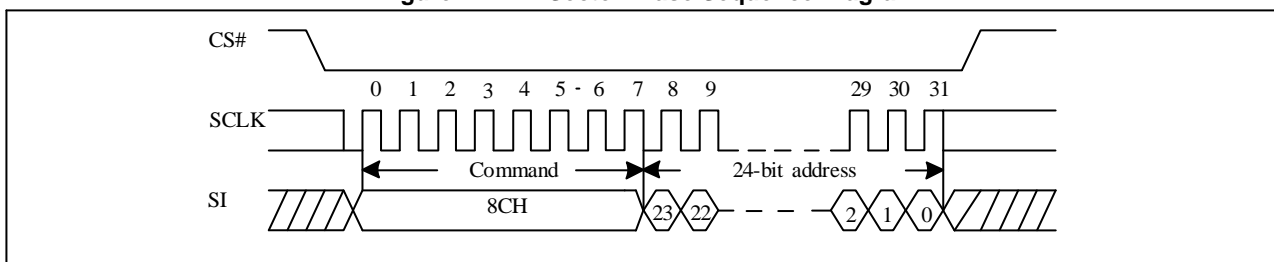 CS#
0 1 2 3 4 5 - 6 7 8 9 29 30 31
SCLK
Command 24-bit address
SI 8CH 23 22 2 1 0